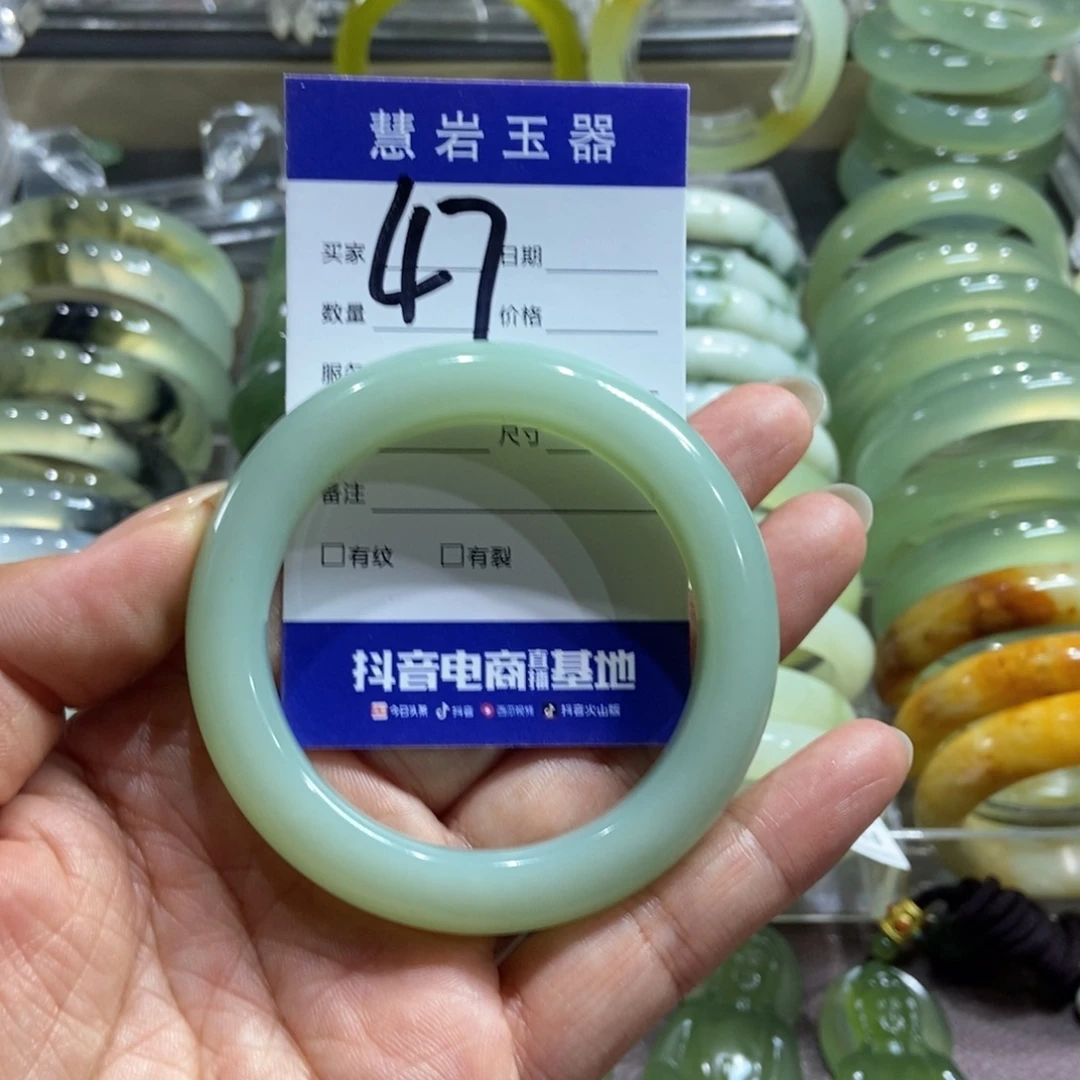 慧岩玉器
47
买家 日期
数量 价格
尺寸
备注
□有纹 □有裂
抖音电商直播基地
今日头条 抖音 西瓜视频 抖音火山版